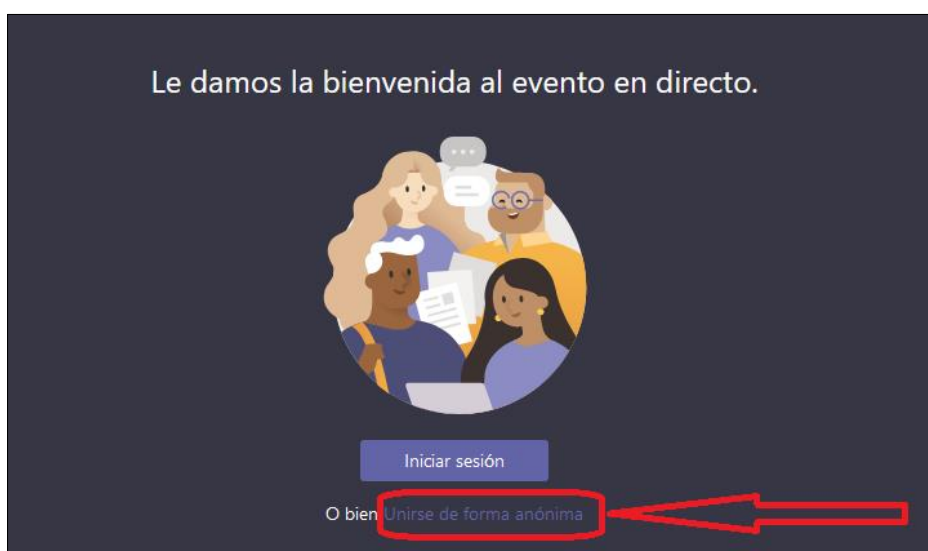 Le damos la bienvenida al evento en directo.
Iniciar sesión
O bien Unirse de forma anónima